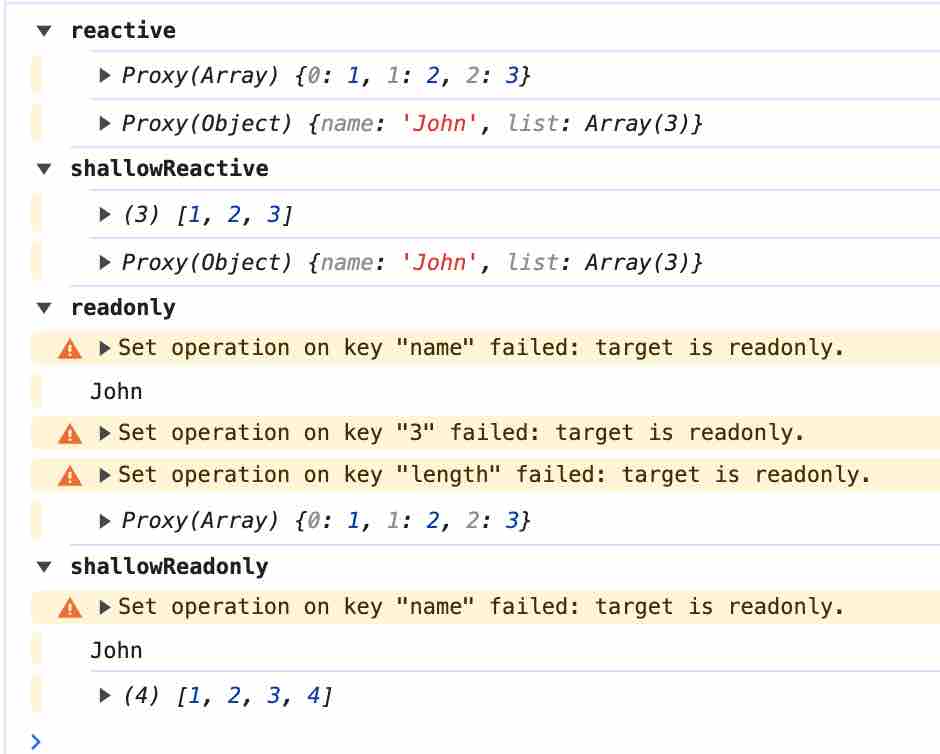 reactive
Proxy(Array) {0: 1, 1: 2, 2: 3}
Proxy(Object) {name: 'John', list: Array(3)}
shallowReactive
(3) [1, 2, 3]
Proxy(Object) {name: 'John', list: Array(3)}
readonly
Set operation on key "name" failed: target is readonly.
John
Set operation on key "3" failed: target is readonly.
Set operation on key "length" failed: target is readonly.
Proxy(Array) {0: 1, 1: 2, 2: 3}
shallowReadonly
Set operation on key "name" failed: target is readonly.
John
(4) [1, 2, 3, 4]